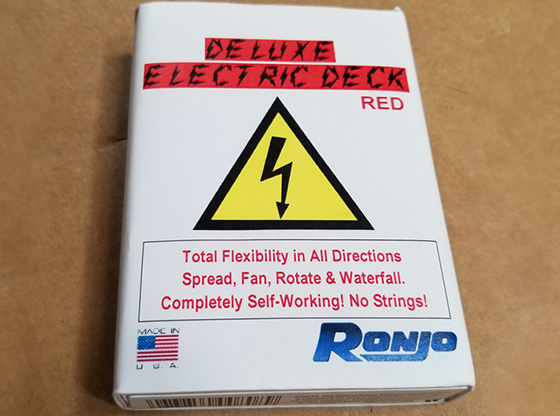 DELUXE
ELECTRIC DECK
RED
Total Flexibility in All Directions
Spread, Fan, Rotate & Waterfall.
Completely Self-Working! No Strings!
MADE IN
U.S.A.
RONJO